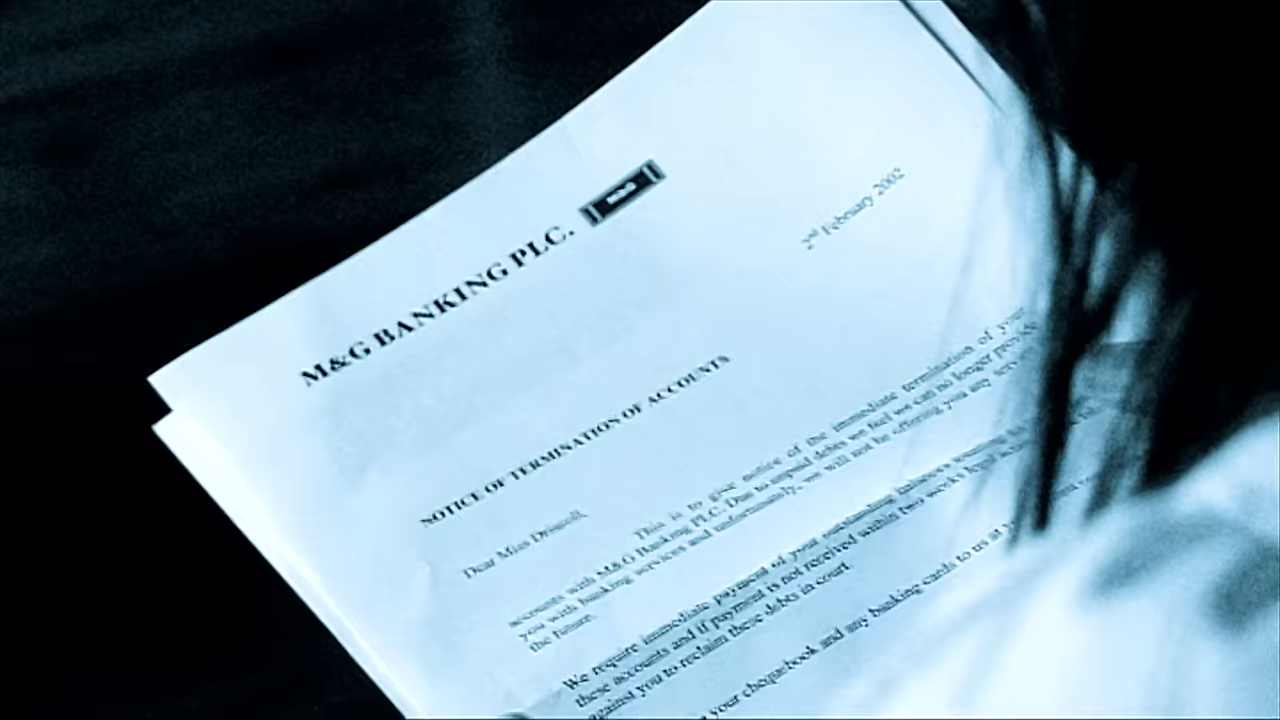 M&G BANKING PLC.
2nd February 2002
NOTICE OF TERMINATION OF ACCOUNTS
Dear Miss Driscoll,
This is to give notice of the immediate termination of your
accounts with M&G Banking PLC. Due to unpaid debts we feel we can no longer provide
you with banking services and unfortunately, we will not be offering you any
the future.
We require immediate payment of your outstanding balances
these accounts and if payment is not received within two weeks legal
against you to reclaim these debts in court.
your chequebook and any banking cards to us at